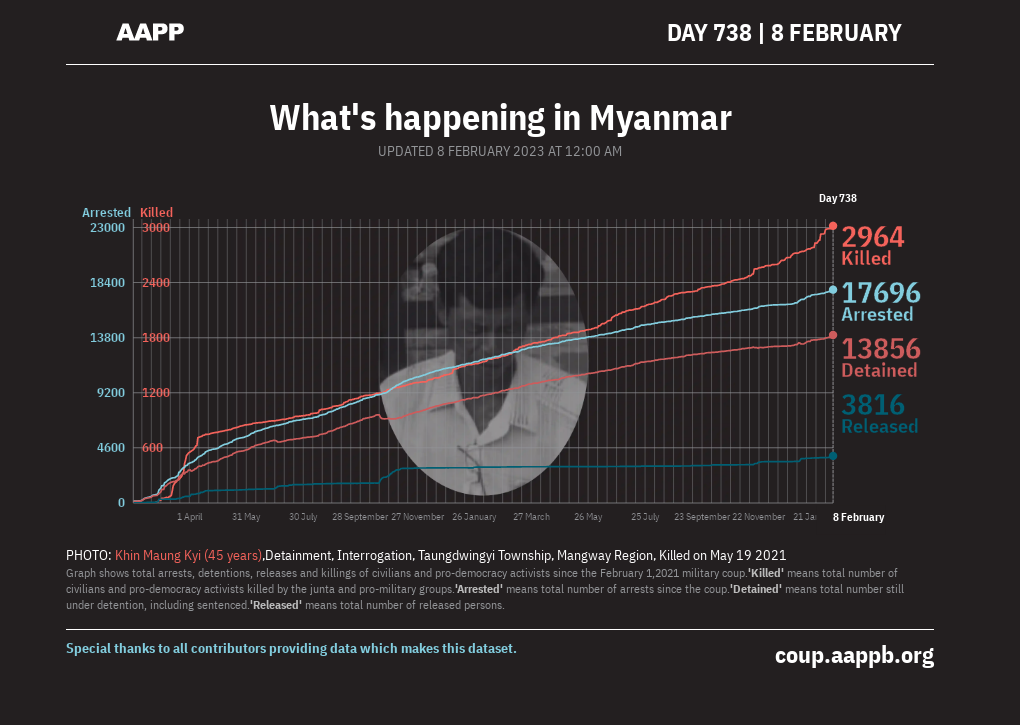 AAPP
DAY 738 | 8 FEBRUARY
What's happening in Myanmar
UPDATED 8 FEBRUARY 2023 AT 12:00 AM
Day 738
Arrested Killed
23000 3000
18400 2400
13800 1800
9200 1200
4600 600
0
2964
Killed
17696
Arrested
13856
Detained
3816
Released
1 April 31 May 30 July 28 September 27 November 26 January 27 March 26 May 25 July 23 September 22 November 21 Ja 8 February
PHOTO: Khin Maung Kyi (45 years),Detainment, Interrogation, Taungdwingyi Township, Mangway Region, Killed on May 19 2021
Graph shows total arrests, detentions, releases and killings of civilians and pro-democracy activists since the February 1,2021 military coup.'Killed' means total number of
civilians and pro-democracy activists killed by the junta and pro-military groups.'Arrested' means total number of arrests since the coup.'Detained' means total number still
under detention, including sentenced.'Released' means total number of released persons.
Special thanks to all contributors providing data which makes this dataset.
coup.aappb.org